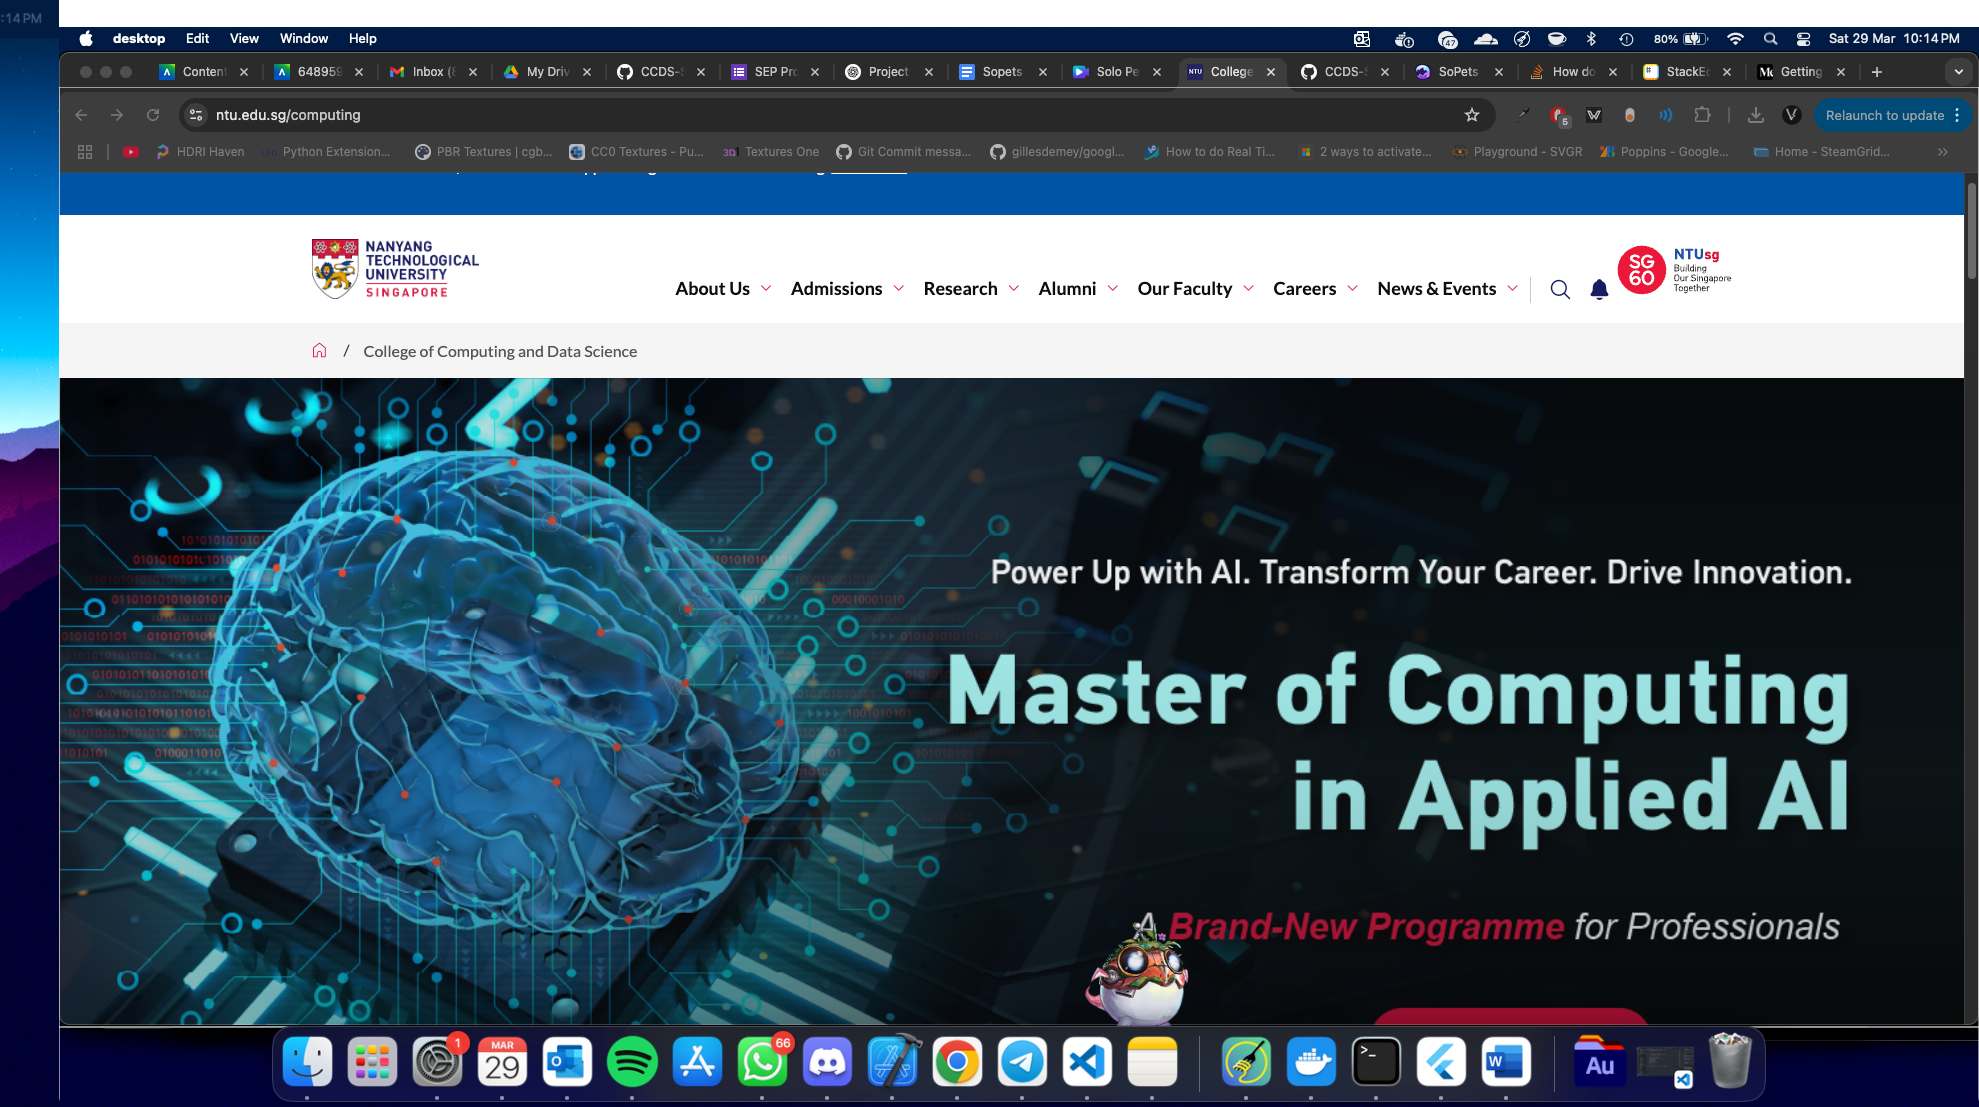 :14 PM
desktop Edit View Window Help
47
80%
Sat 29 Mar 10:14 PM
Conten
648959
Inbox (
My Driv
CCDS-
SEP Pr
Project
Sopets
Solo Pe
NTU College
CCDS-
SoPets
How do
StackE
Getting
ntu.edu.sg/computing
5
Relaunch to update
HDRI Haven
Python Extension...
PBR Textures | cgb...
CC0 Textures - Pu...
3D Textures One
Git Commit messa...
gillesdemey/googl...
How to do Real Ti...
2 ways to activate...
Playground - SVGR
Poppins - Google...
Home - SteamGrid...
NANYANG
TECHNOLOGICAL
UNIVERSITY
SINGAPORE
About Us
Admissions
Research
Alumni
Our Faculty
Careers
News & Events
SG
60
NTUsg
Building
Our Singapore
Together
/ College of Computing and Data Science
Power Up with AI. Transform Your Career. Drive Innovation.
Master of Computing
in Applied AI
A Brand-New Programme for Professionals
1
MAR
29
66
Au